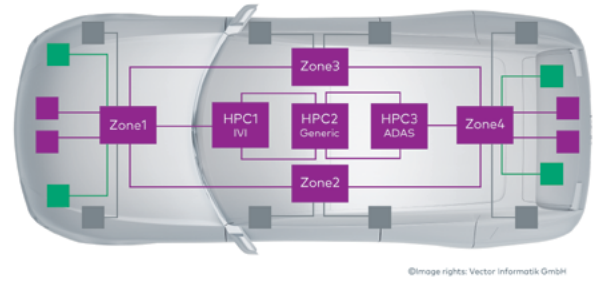 Zone3
Zone1
HPC1
IVI
HPC2
Generic
HPC3
ADAS
Zone4
Zone2
©Image rights: Vector Informatik GmbH